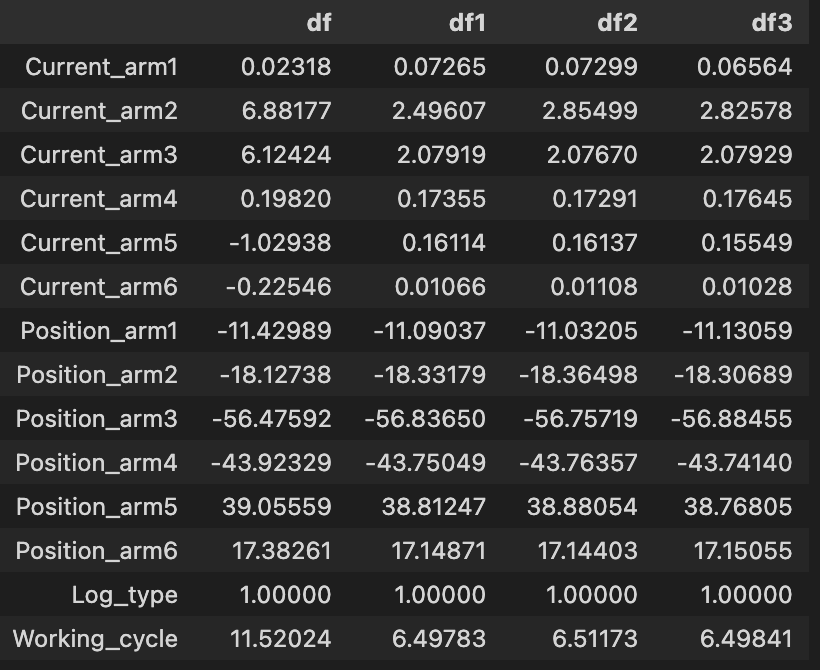 df df1 df2 df3
Current_arm1 0.02318 0.07265 0.07299 0.06564
Current_arm2 6.88177 2.49607 2.85499 2.82578
Current_arm3 6.12424 2.07919 2.07670 2.07929
Current_arm4 0.19820 0.17355 0.17291 0.17645
Current_arm5 -1.02938 0.16114 0.16137 0.15549
Current_arm6 -0.22546 0.01066 0.01108 0.01028
Position_arm1 -11.42989 -11.09037 -11.03205 -11.13059
Position_arm2 -18.12738 -18.33179 -18.36498 -18.30689
Position_arm3 -56.47592 -56.83650 -56.75719 -56.88455
Position_arm4 -43.92329 -43.75049 -43.76357 -43.74140
Position_arm5 39.05559 38.81247 38.88054 38.76805
Position_arm6 17.38261 17.14871 17.14403 17.15055
Log_type 1.00000 1.00000 1.00000 1.00000
Working_cycle 11.52024 6.49783 6.51173 6.49841